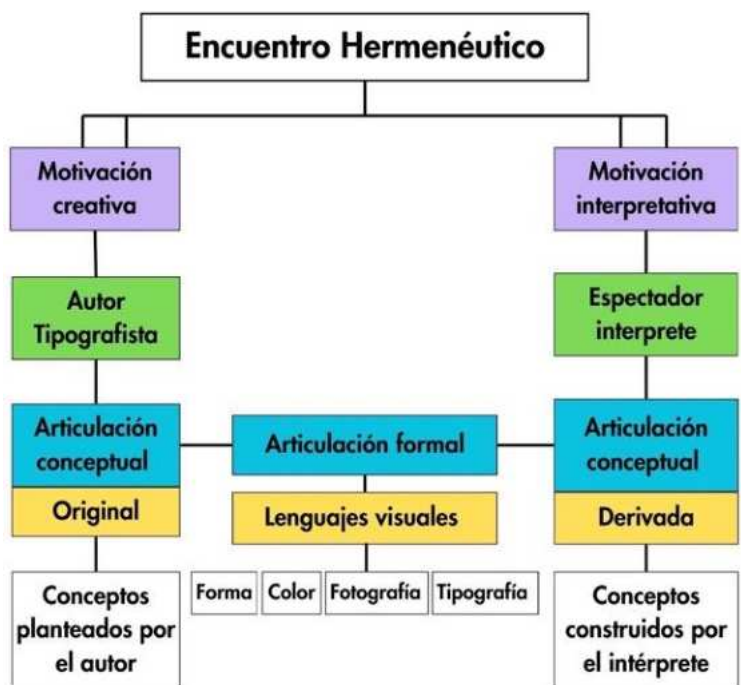 Encuentro Hermenéutico
Motivación
creativa
Motivación
interpretativa
Autor
Tipografista
Espectador
interprete
Articulación
conceptual
Articulación formal
Articulación
conceptual
Original
Lenguajes visuales
Derivada
Conceptos
planteados por
el autor
Forma
Color
Fotografía
Tipografía
Conceptos
construidos por
el intérprete